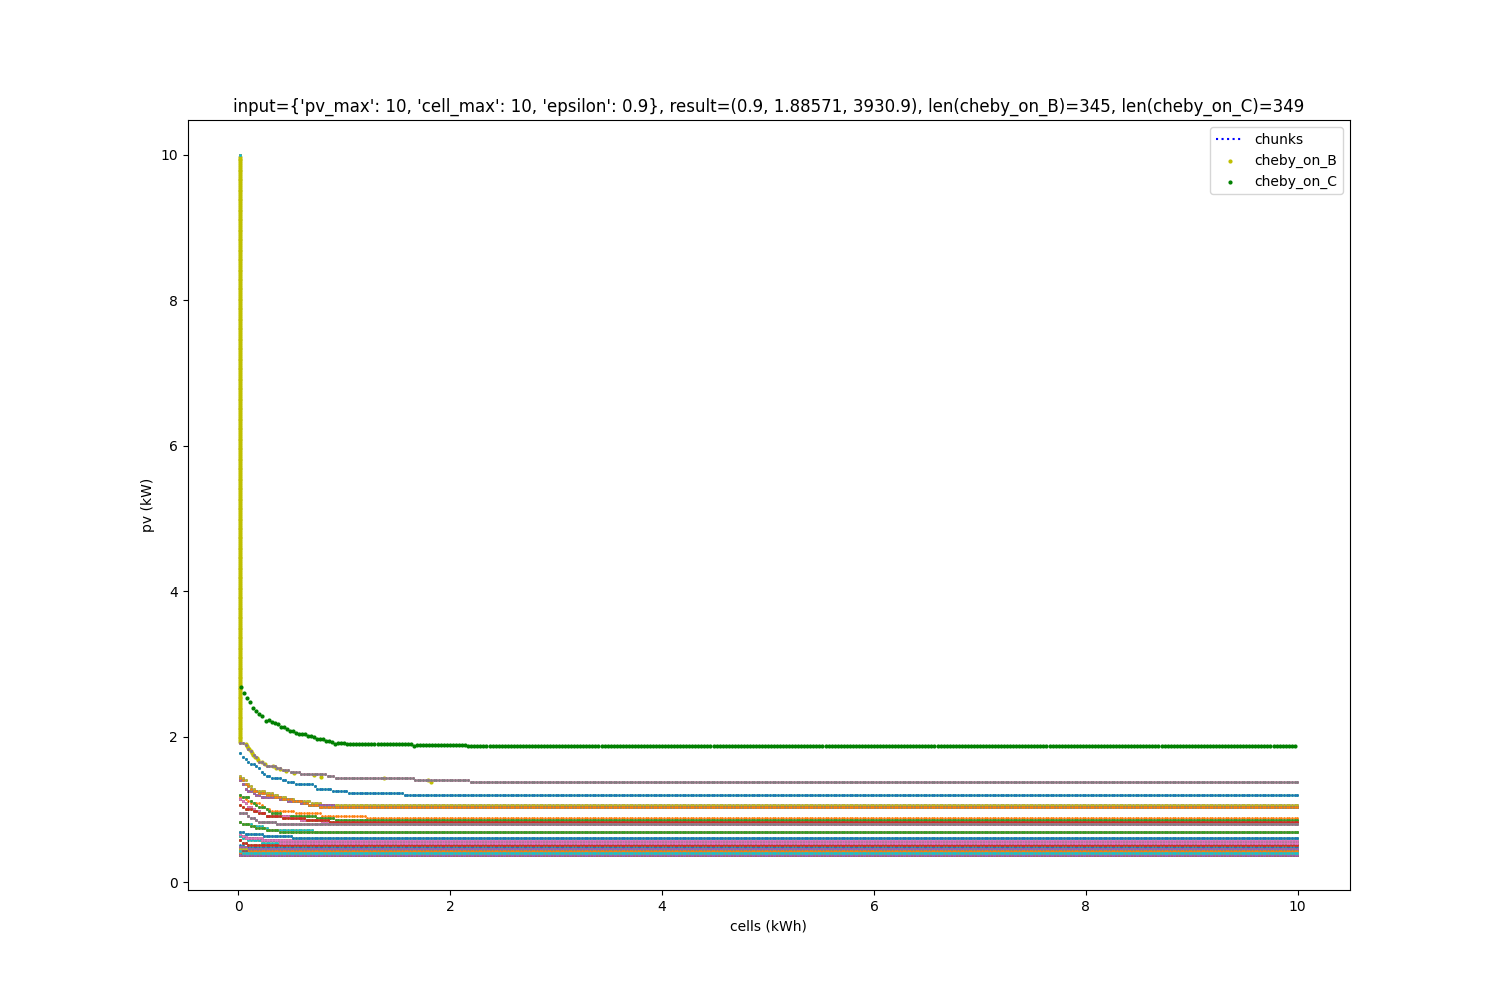 input={'pv_max': 10, 'cell_max': 10, 'epsilon': 0.9}, result=(0.9, 1.88571, 3930.9), len(cheby_on_B)=345, len(cheby_on_C)=349
chunks
cheby_on_B
cheby_on_C
10
8
6
4
2
0
pv (kW)
0 2 4 6 8 10
cells (kWh)